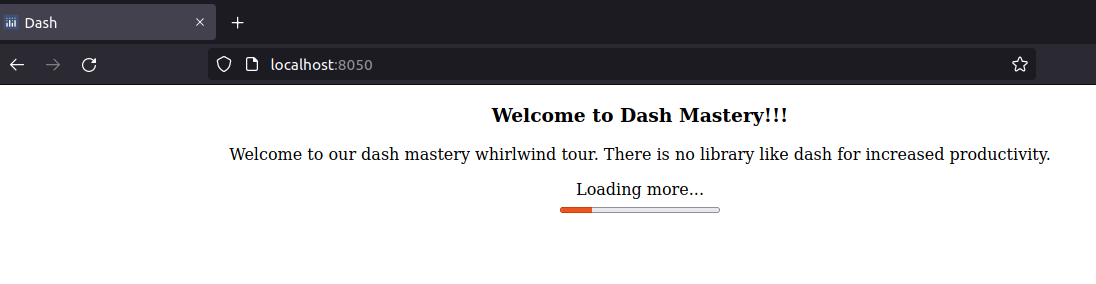 Dash
localhost:8050
Welcome to Dash Mastery!!!
Welcome to our dash mastery whirlwind tour. There is no library like dash for increased productivity.
Loading more...